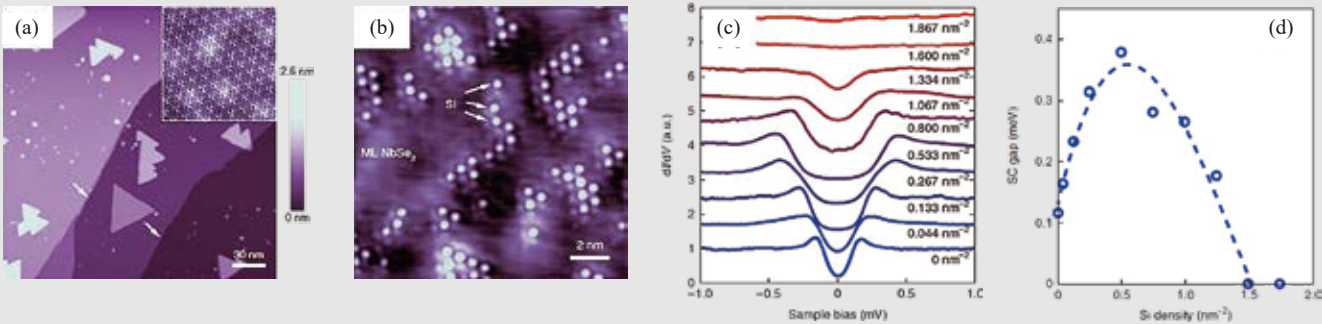 (a)
2.6 nm
0 nm
30 nm
(b)
Si
ML NbSe2
2 nm
(c)
8
7
6
5
4
3
2
1
0
dI/dV (a.u.)
1.867 nm⁻²
1.600 nm⁻²
1.334 nm⁻²
1.067 nm⁻²
0.800 nm⁻²
0.533 nm⁻²
0.267 nm⁻²
0.133 nm⁻²
0.044 nm⁻²
0 nm⁻²
−1.0 −0.5 0 0.5 1.0
Sample bias (mV)
(d)
0.4
0.3
0.2
0.1
0
SC gap (meV)
0 0.5 1.0 1.5 2.0
Si density (nm⁻²)